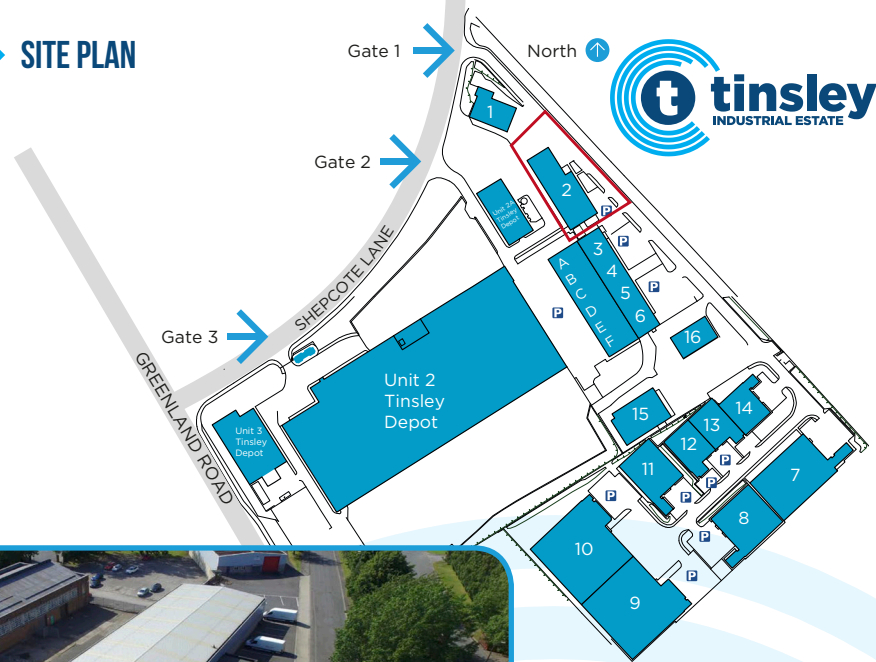 SITE PLAN
Gate 1
North
t tinsley
INDUSTRIAL ESTATE
1
Gate 2
2
Unit 2A
Tinsley
Depot
P
SHEPCOTE LANE
3
P
A
B
4
C
5
P
D
6
E
F
P
Gate 3
16
GREENLAND ROAD
Unit 2
Tinsley
Depot
15
14
13
12
Unit 3
Tinsley
Depot
11
P
7
P
P
P
8
10
P
P
9